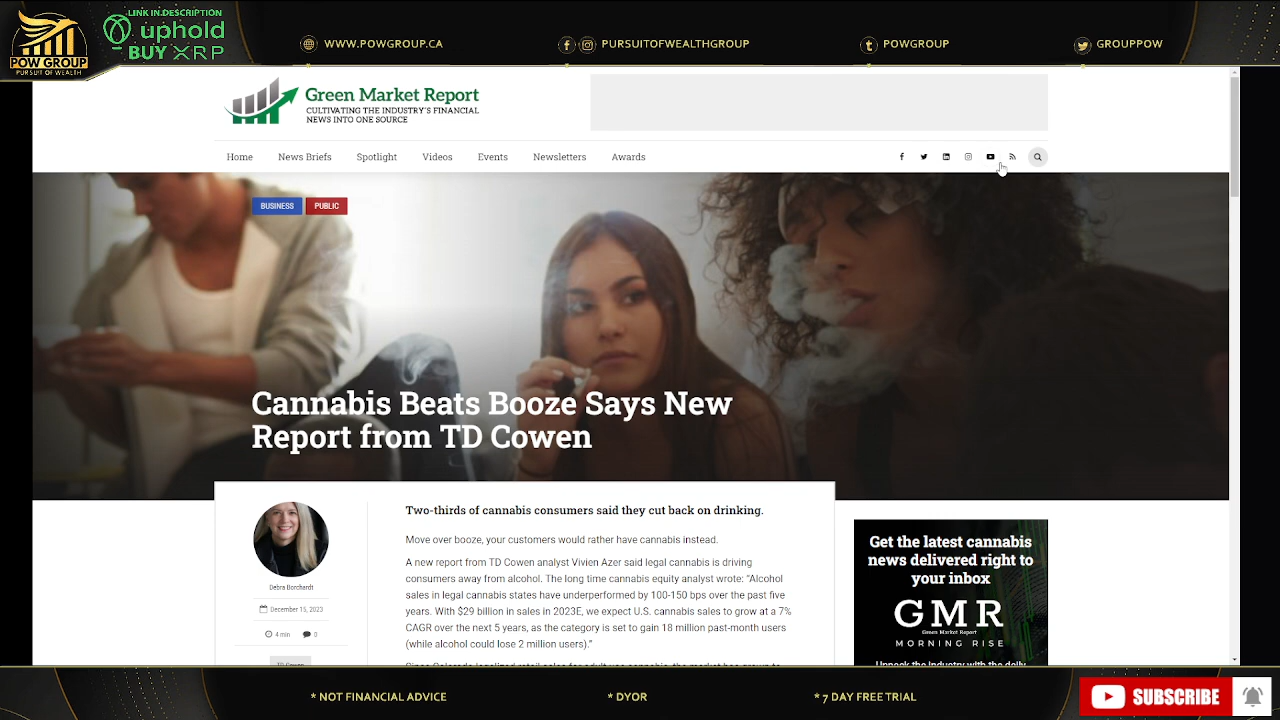 LINK IN DESCRIPTION
uphold
BUY XRP
POW GROUP
PURSUIT OF WEALTH
WWW.POWGROUP.CA
PURSUITOFWEALTHGROUP
POWGROUP
GROUPPOW
Green Market Report
CULTIVATING THE INDUSTRY'S FINANCIAL
NEWS INTO ONE SOURCE
Home News Briefs Spotlight Videos Events Newsletters Awards
BUSINESS PUBLIC
Cannabis Beats Booze Says New
Report from TD Cowen
Debra Borchardt
December 15, 2023
4 min 0
Two-thirds of cannabis consumers said they cut back on drinking.
Move over booze, your customers would rather have cannabis instead.
A new report from TD Cowen analyst Vivien Azer said legal cannabis is driving
consumers away from alcohol. The long time cannabis equity analyst wrote: "Alcohol
sales in legal cannabis states have underperformed by 100-150 bps over the past five
years. With $29 billion in sales in 2023E, we expect U.S. cannabis sales to grow at a 7%
CAGR over the next 5 years, as the category is set to gain 18 million past-month users
(while alcohol could lose 2 million users)."
Get the latest cannabis
news delivered right to
your inbox
GMR
Green Market Report
MORNING RISE
* NOT FINANCIAL ADVICE
* DYOR
* 7 DAY FREE TRIAL
SUBSCRIBE